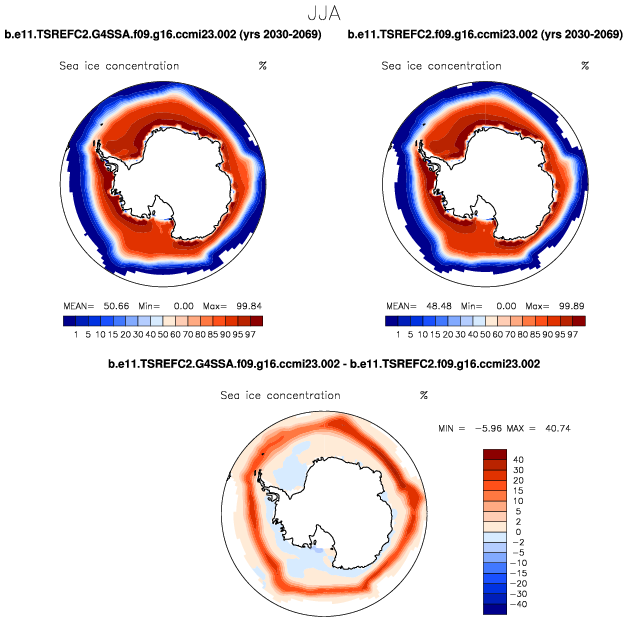 JJA
b.e11.TSREFC2.G4SSA.f09.g16.ccmi23.002 (yrs 2030-2069)
b.e11.TSREFC2.f09.g16.ccmi23.002 (yrs 2030-2069)
Sea ice concentration %
Sea ice concentration %
MEAN= 50.66 Min= 0.00 Max= 99.84
MEAN= 48.48 Min= 0.00 Max= 99.89
1 5 10 15 20 30 40 50 60 70 80 85 90 95 97
1 5 10 15 20 30 40 50 60 70 80 85 90 95 97
b.e11.TSREFC2.G4SSA.f09.g16.ccmi23.002 - b.e11.TSREFC2.f09.g16.ccmi23.002
Sea ice concentration %
MIN = -5.96 MAX = 40.74
40
30
20
15
10
5
2
0
-2
-5
-10
-15
-20
-30
-40